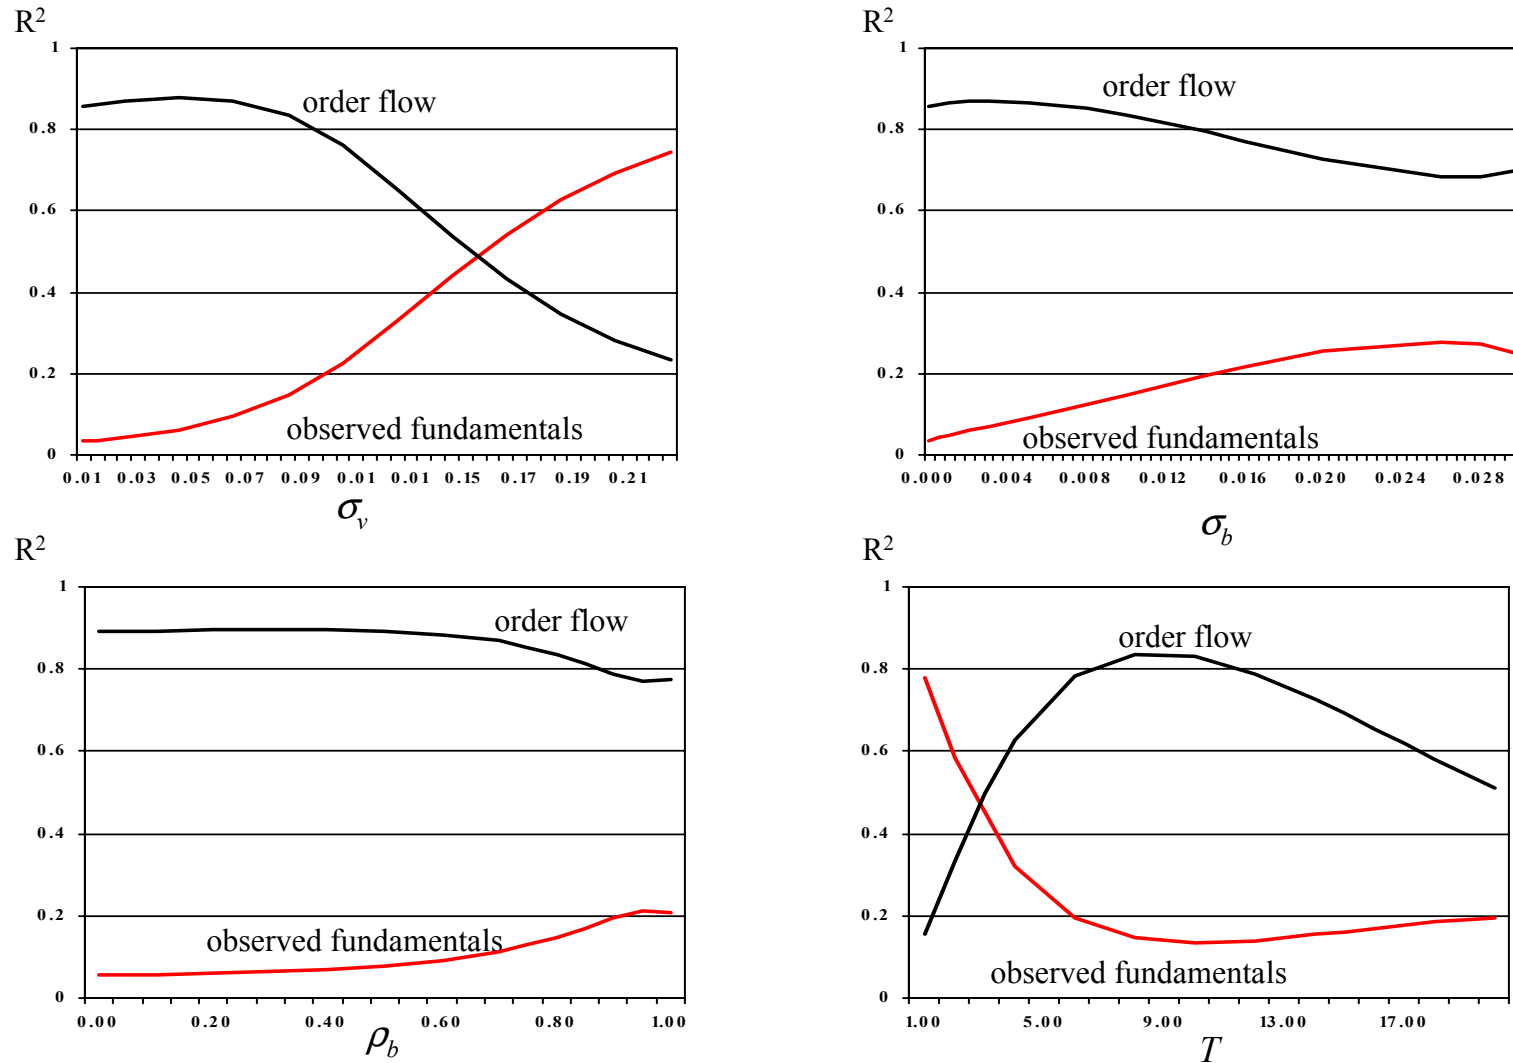 R²
1
0.8
0.6
0.4
0.2
0
order flow
observed fundamentals
0.01 0.03 0.05 0.07 0.09 0.01 0.01 0.15 0.17 0.19 0.21
σv
R²
1
0.8
0.6
0.4
0.2
0
order flow
observed fundamentals
0.000 0.004 0.008 0.012 0.016 0.020 0.024 0.028
σb
R²
1
0.8
0.6
0.4
0.2
0
order flow
observed fundamentals
0.00 0.20 0.40 0.60 0.80 1.00
ρb
R²
1
0.8
0.6
0.4
0.2
0
order flow
observed fundamentals
1.00 5.00 9.00 13.00 17.00
T